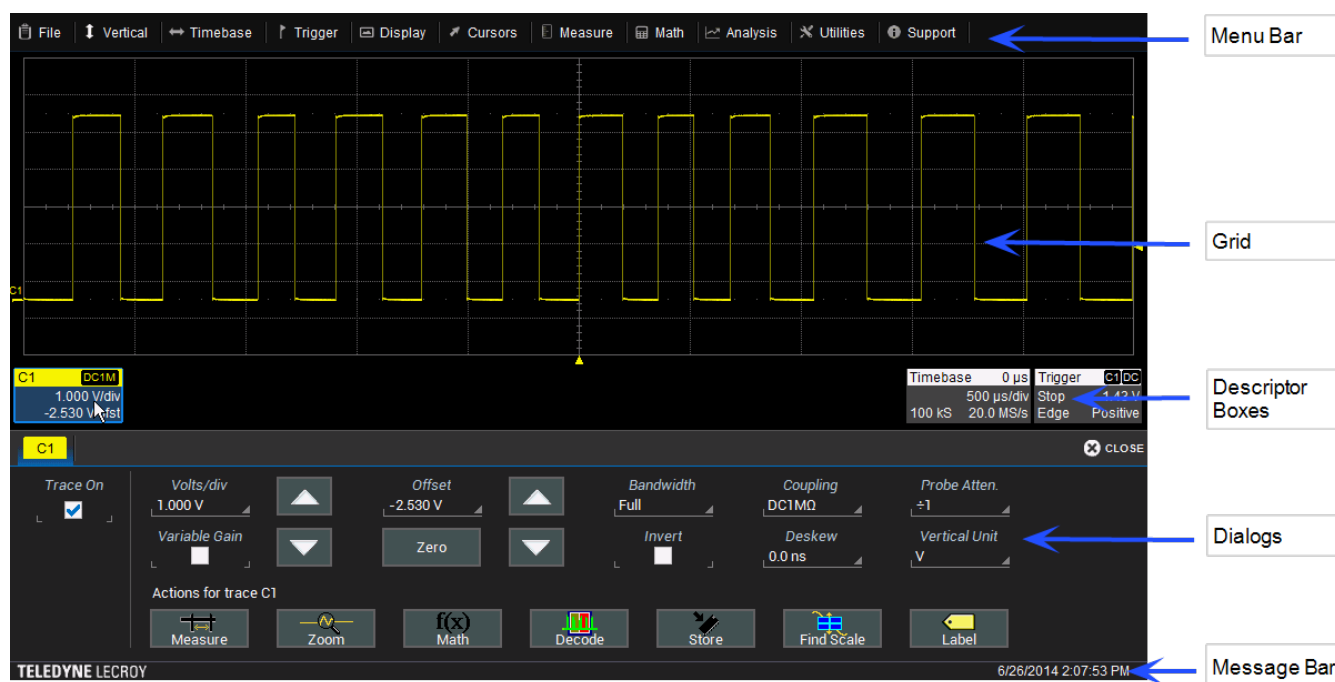 File Vertical Timebase Trigger Display Cursors Measure Math Analysis Utilities Support
Menu Bar
Grid
C1
C1 DC1M
1.000 V/div
-2.530 V ofst
Timebase 0 µs
500 µs/div
100 kS 20.0 MS/s
Trigger C1 DC
Stop 1.42 V
Edge Positive
Descriptor
Boxes
C1
CLOSE
Trace On
Volts/div
1.000 V
Variable Gain
Offset
-2.530 V
Zero
Bandwidth
Full
Invert
Coupling
DC1MΩ
Deskew
0.0 ns
Probe Atten.
÷1
Vertical Unit
V
Dialogs
Actions for trace C1
Measure Zoom f(x) Math Decode Store Find Scale Label
TELEDYNE LECROY
6/26/2014 2:07:53 PM
Message Bar